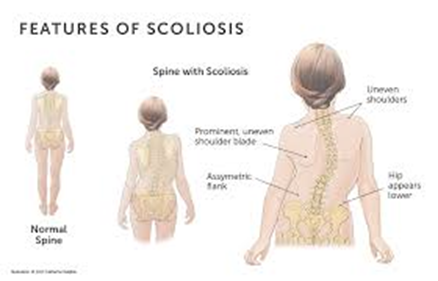 FEATURES OF SCOLIOSIS
Spine with Scoliosis
Uneven
shoulders
Prominent, uneven
shoulder blade
Assymetric
flank
Hip
appears
lower
Normal
Spine